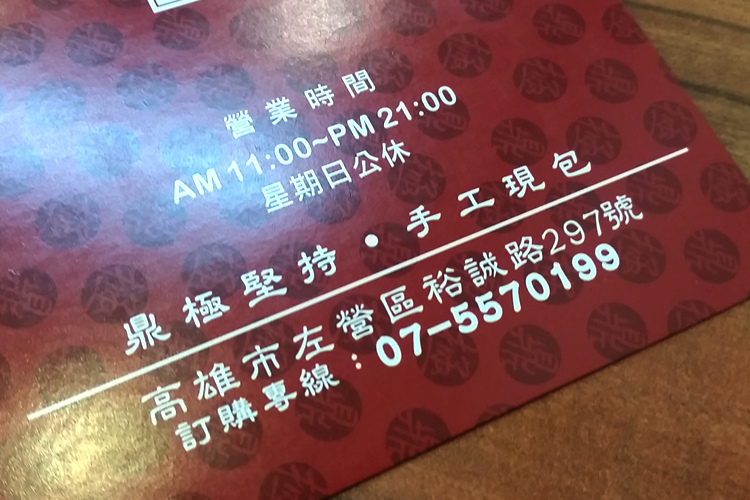 營業時間
AM 11:00~PM 21:00
星期日公休
鼎極堅持・手工現包
高雄市左營區裕誠路297號
訂購專線：07-5570199